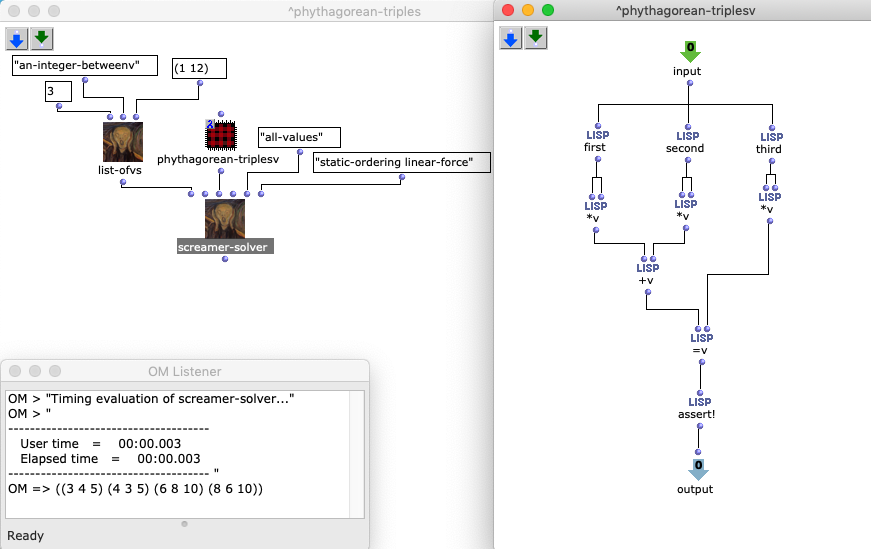 ^phythagorean-triples
"an-integer-betweenv"
(1 12)
3
list-ofvs
phythagorean-triplesv
"all-values"
"static-ordering linear-force"
screamer-solver
OM Listener
OM > "Timing evaluation of screamer-solver..."
OM > "
-----------------------------------
User time = 00:00.003
Elapsed time = 00:00.003
----------------------------------- "
OM => ((3 4 5) (4 3 5) (6 8 10) (8 6 10))
Ready
^phythagorean-triplesv
0
input
LISP LISP LISP
first second third
LISP LISP LISP
*v *v *v
LISP
+v
LISP
=v
LISP
assert!
0
output